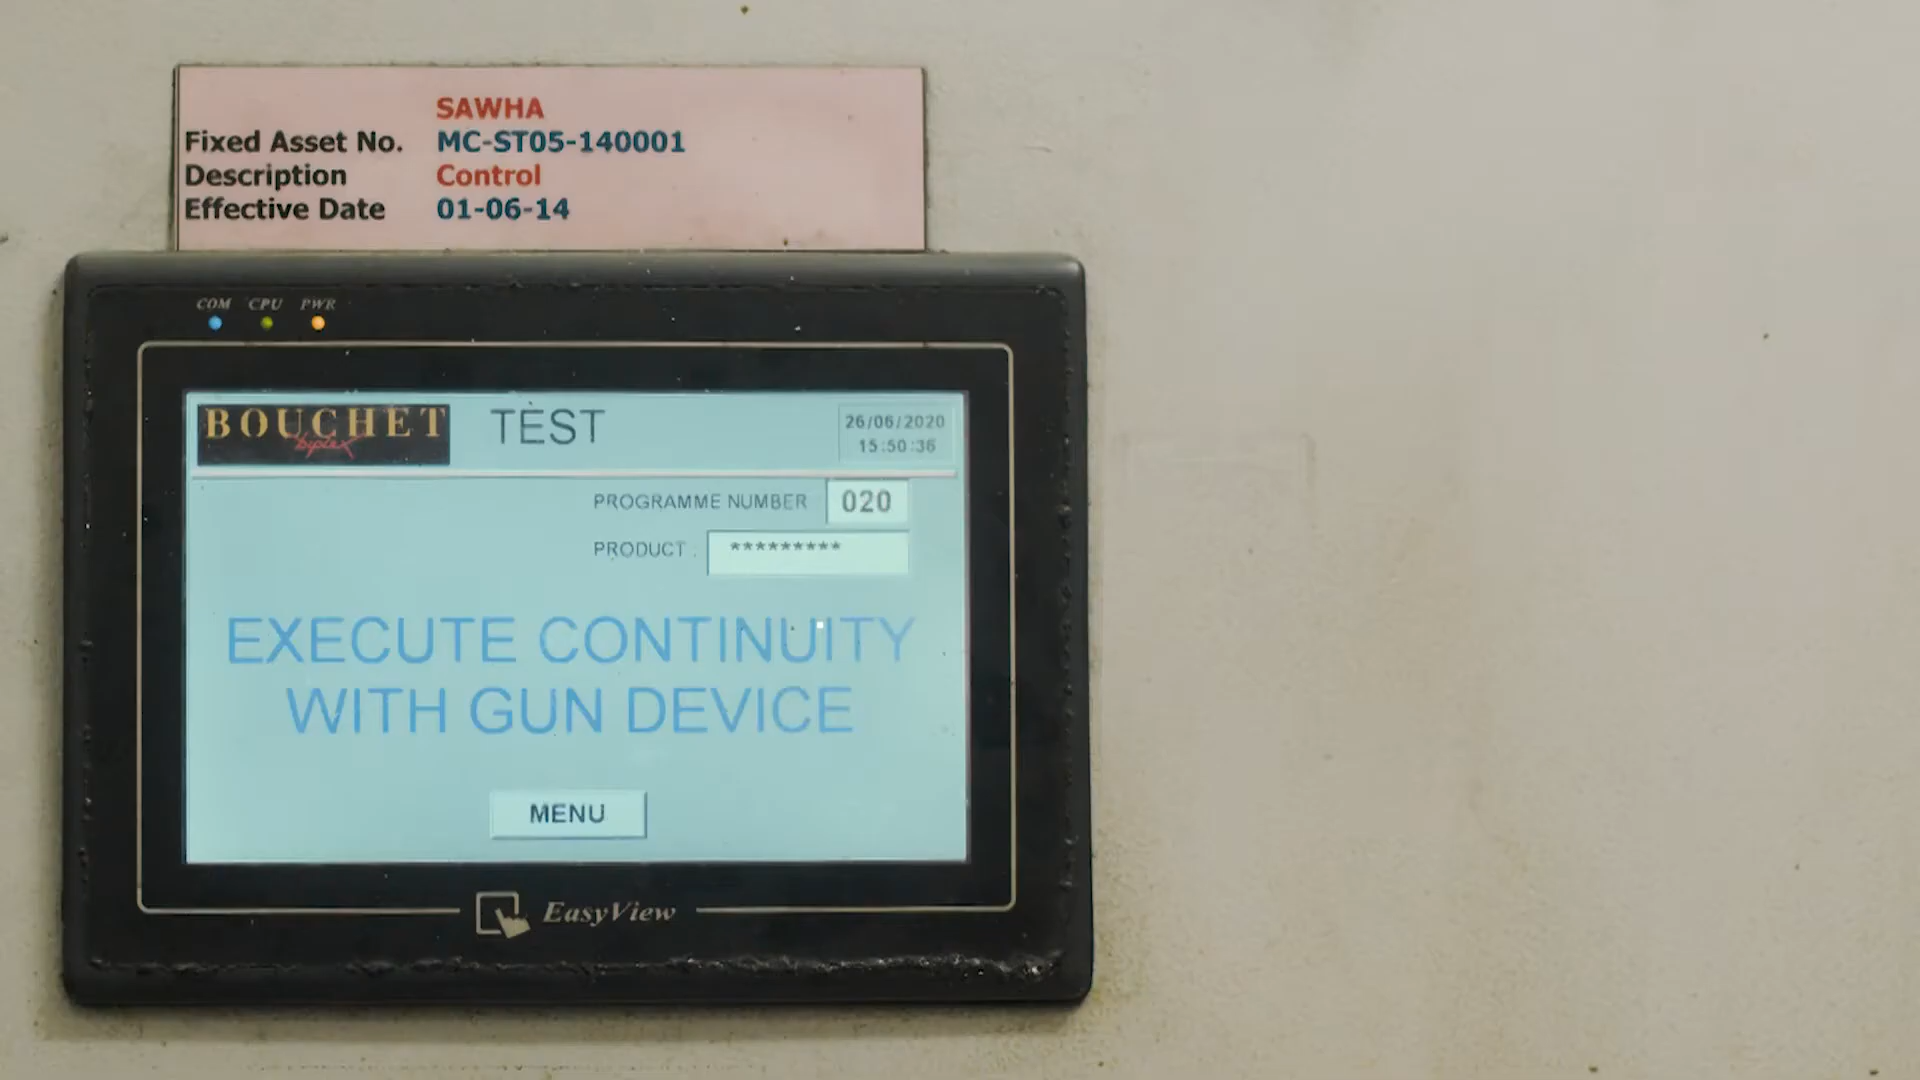 SAWHA
Fixed Asset No. MC-ST05-140001
Description Control
Effective Date 01-06-14
COM CPU PWR
BOUCHET
biplex
TEST
26/06/2020
15:50:36
PROGRAMME NUMBER 020
PRODUCT : *********
EXECUTE CONTINUITY
WITH GUN DEVICE
MENU
EasyView